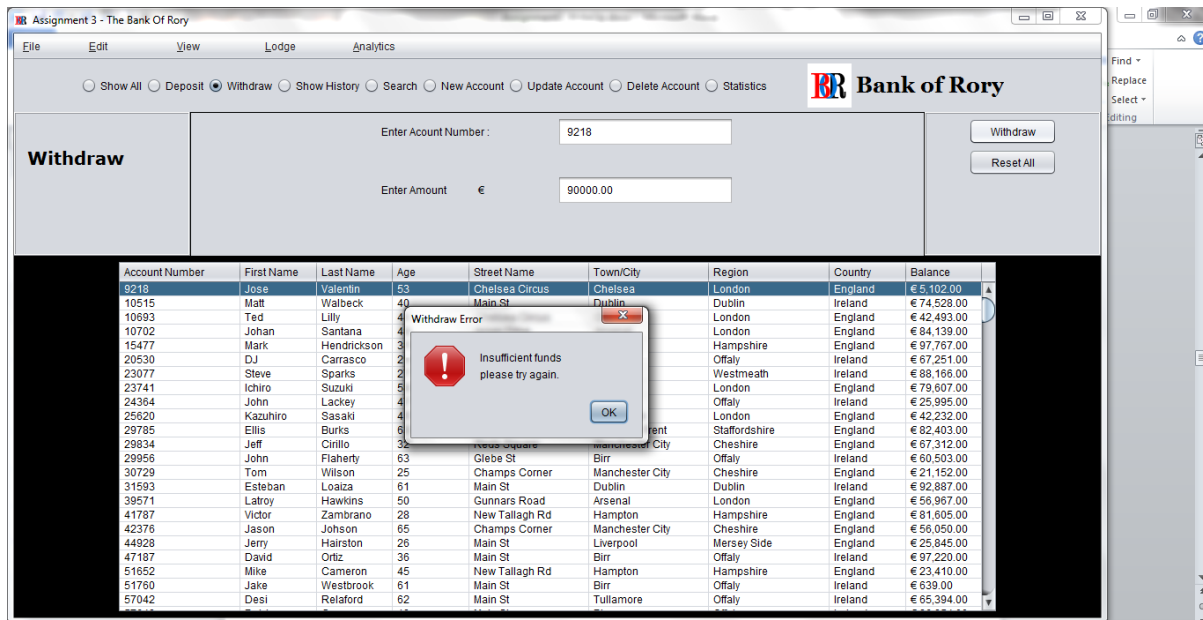 BR Assignment 3 - The Bank Of Rory
File Edit View Lodge Analytics
Find
Replace
Select
diting
Show All Deposit Withdraw Show History Search New Account Update Account Delete Account Statistics
BR Bank of Rory
Withdraw
Enter Acount Number : 9218
Enter Amount € 90000.00
Withdraw
Reset All
Account Number First Name Last Name Age Street Name Town/City Region Country Balance
9218 Jose Valentin 53 Chelsea Circus Chelsea London England € 5,102.00
10515 Matt Walbeck 40 Main St Dublin Dublin Ireland € 74,528.00
10693 Ted Lilly London England € 42,493.00
10702 Johan Santana London England € 84,139.00
15477 Mark Hendrickson Hampshire England € 97,767.00
20530 DJ Carrasco Offaly Ireland € 67,251.00
23077 Steve Sparks Westmeath Ireland € 88,166.00
23741 Ichiro Suzuki London England € 79,607.00
24364 John Lackey Offaly Ireland € 25,995.00
25620 Kazuhiro Sasaki London England € 42,232.00
29785 Ellis Burks Staffordshire England € 82,403.00
29834 Jeff Cirillo 32 Reds Square Manchester City Cheshire England € 67,312.00
29956 John Flaherty 63 Glebe St Birr Offaly Ireland € 60,503.00
30729 Tom Wilson 25 Champs Corner Manchester City Cheshire England € 21,152.00
31593 Esteban Loaiza 61 Main St Dublin Dublin Ireland € 92,887.00
39571 Latroy Hawkins 50 Gunnars Road Arsenal London England € 56,967.00
41787 Victor Zambrano 28 New Tallagh Rd Hampton Hampshire England € 81,605.00
42376 Jason Johson 65 Champs Corner Manchester City Cheshire England € 56,050.00
44928 Jerry Hairston 26 Main St Liverpool Mersey Side England € 25,845.00
47187 David Ortiz 36 Main St Birr Offaly Ireland € 97,220.00
51652 Mike Cameron 45 New Tallagh Rd Hampton Hampshire England € 23,410.00
51760 Jake Westbrook 61 Main St Birr Offaly Ireland € 639.00
57042 Desi Relaford 62 Main St Tullamore Offaly Ireland € 65,394.00
Withdraw Error
Insufficient funds
please try again.
OK